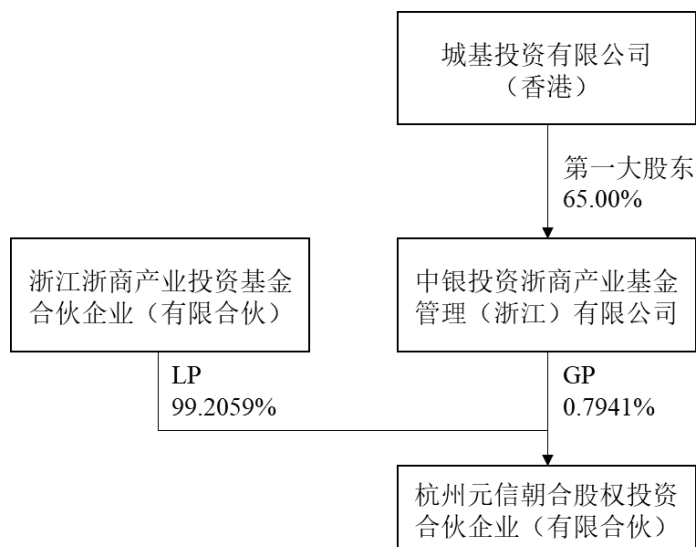 城基投资有限公司
（香港）
第一大股东
65.00%
浙江浙商产业投资基金
合伙企业（有限合伙）
中银投资浙商产业基金
管理（浙江）有限公司
LP
99.2059%
GP
0.7941%
杭州元信朝合股权投资
合伙企业（有限合伙）